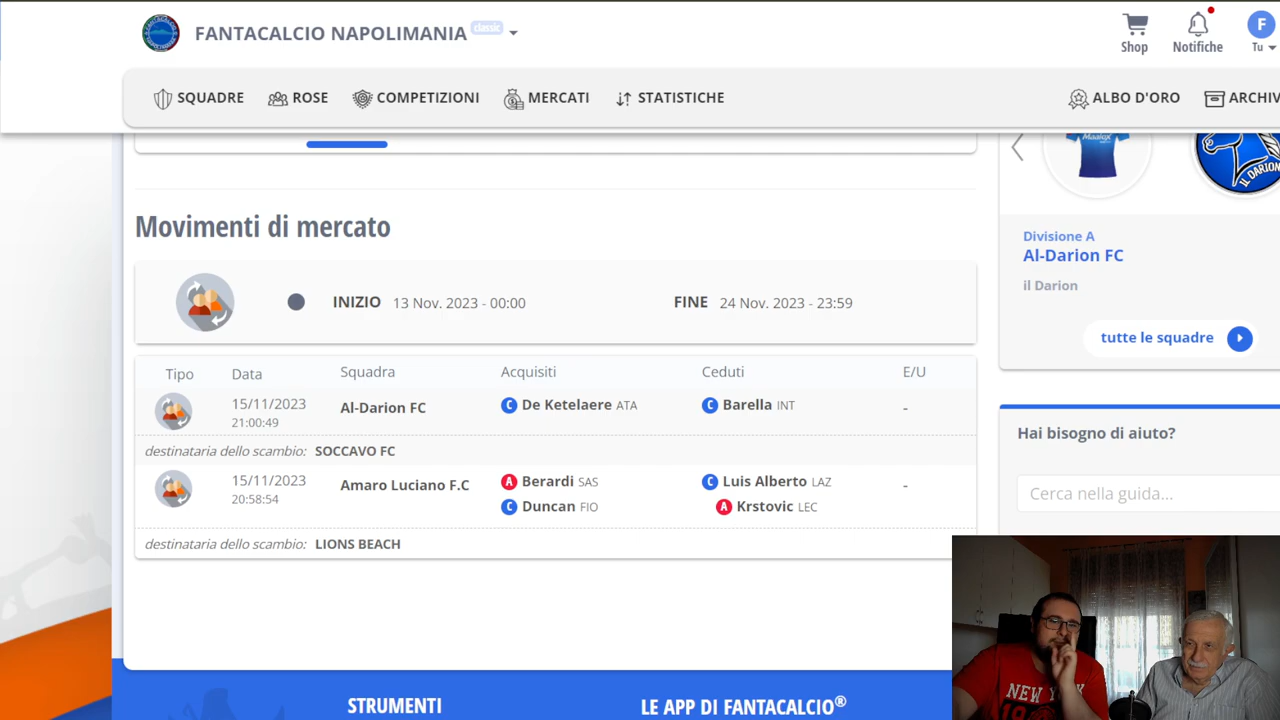 FANTACALCIO NAPOLIMANIA classic
Shop
Notifiche
F
Tu
SQUADRE ROSE COMPETIZIONI MERCATI STATISTICHE ALBO D'ORO ARCHIV
Maalox
IL DARION
Movimenti di mercato
Divisione A
Al-Darion FC
il Darion
INIZIO 13 Nov. 2023 - 00:00 FINE 24 Nov. 2023 - 23:59
tutte le squadre
Tipo Data Squadra Acquisiti Ceduti E/U
15/11/2023 Al-Darion FC C De Ketelaere ATA C Barella INT -
21:00:49
destinataria dello scambio: SOCCAVO FC
Hai bisogno di aiuto?
15/11/2023 Amaro Luciano F.C A Berardi SAS C Luis Alberto LAZ -
20:58:54 C Duncan FIO A Krstovic LEC
Cerca nella guida...
destinataria dello scambio: LIONS BEACH
NEW YORK
STRUMENTI LE APP DI FANTACALCIO®